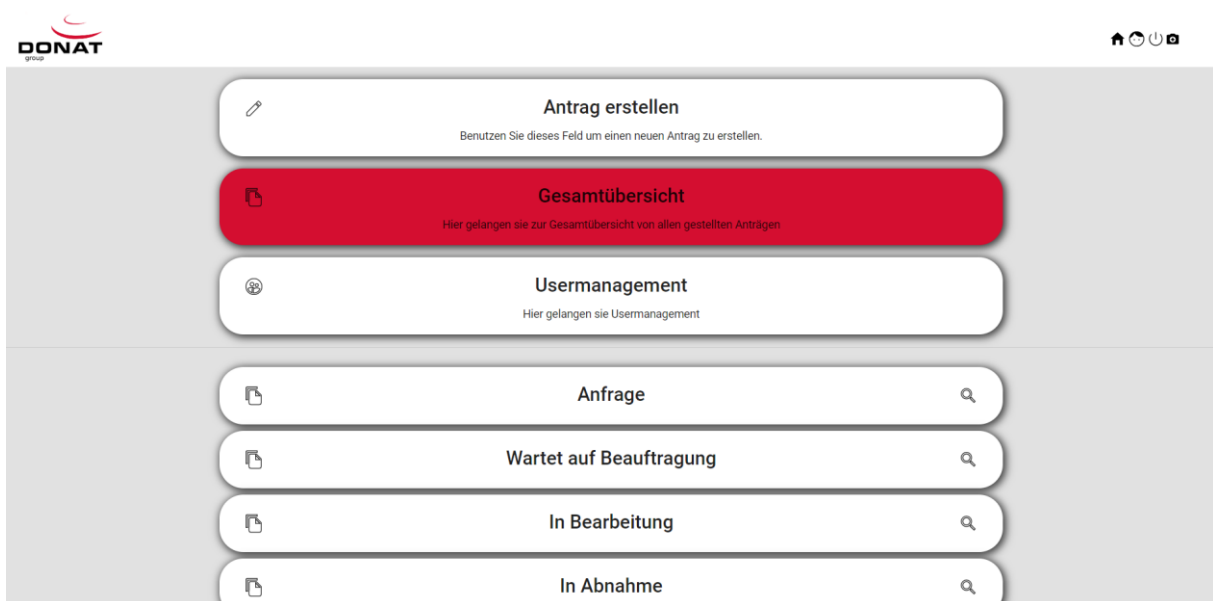 DONAT
group
Antrag erstellen
Benutzen Sie dieses Feld um einen neuen Antrag zu erstellen.
Gesamtübersicht
Hier gelangen sie zur Gesamtübersicht von allen gestellten Anträgen
Usermanagement
Hier gelangen sie Usermanagement
Anfrage
Wartet auf Beauftragung
In Bearbeitung
In Abnahme